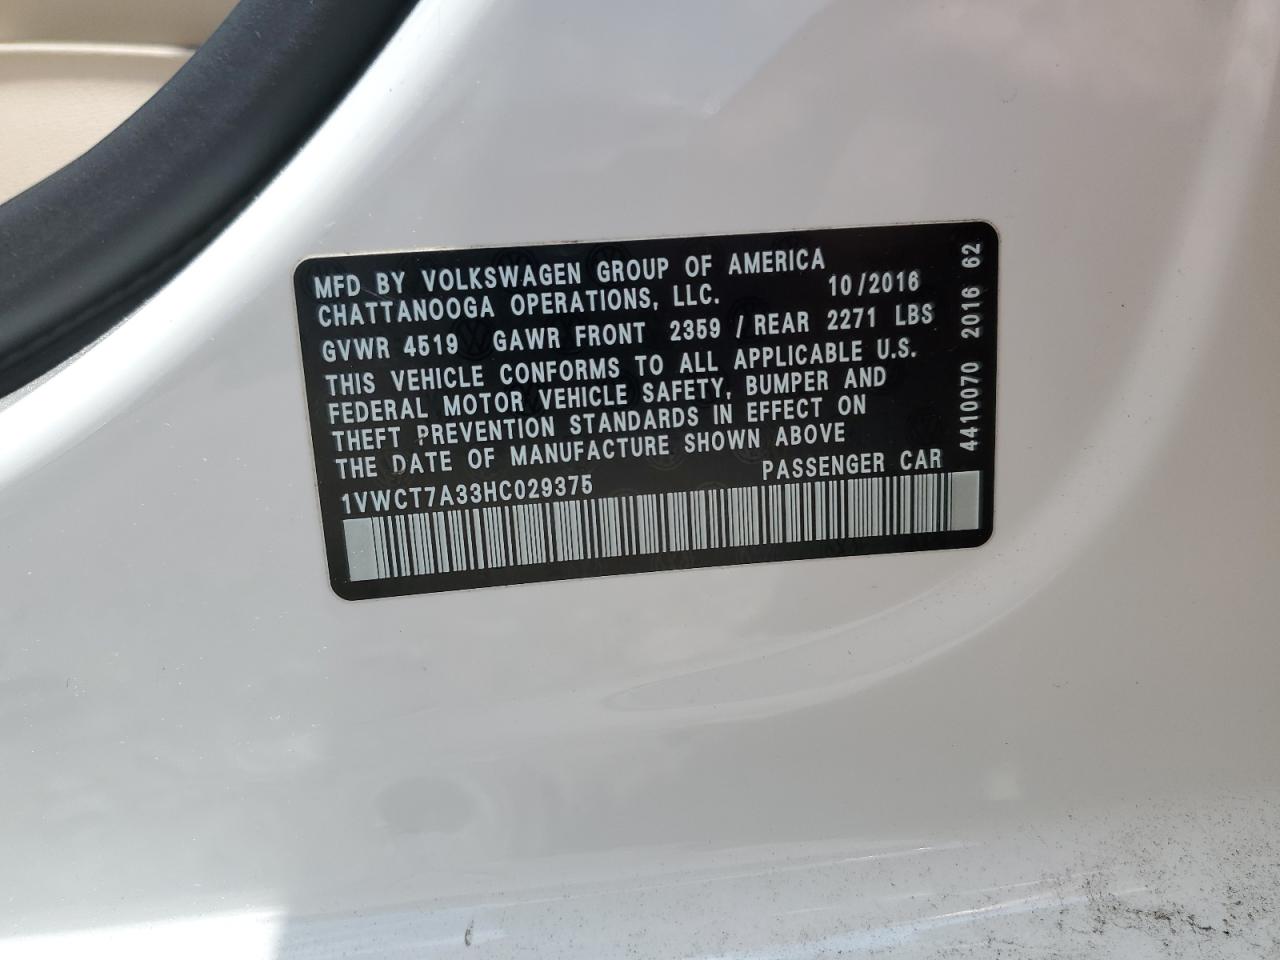 MFD BY VOLKSWAGEN GROUP OF AMERICA
CHATTANOOGA OPERATIONS, LLC. 10/2016
GVWR 4519 GAWR FRONT 2359 / REAR 2271 LBS
THIS VEHICLE CONFORMS TO ALL APPLICABLE U.S.
FEDERAL MOTOR VEHICLE SAFETY, BUMPER AND
THEFT PREVENTION STANDARDS IN EFFECT ON
THE DATE OF MANUFACTURE SHOWN ABOVE
1VWCT7A33HC029375 PASSENGER CAR
4410070 2016 62